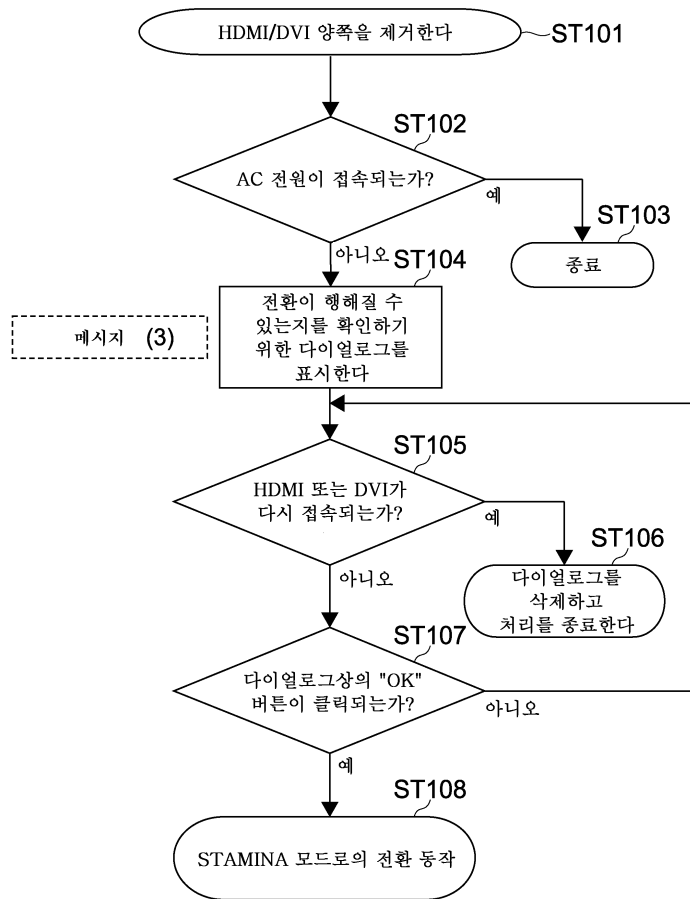 HDMI/DVI 양쪽을 제거한다
ST101
ST102
AC 전원이 접속되는가?
예
ST103
종료
아니오
ST104
전환이 행해질 수
있는지를 확인하기
위한 다이얼로그를
표시한다
메시지 (3)
ST105
HDMI 또는 DVI가
다시 접속되는가?
예
ST106
다이얼로그를
삭제하고
처리를 종료한다
아니오
ST107
다이얼로그상의 "OK"
버튼이 클릭되는가?
아니오
예
ST108
STAMINA 모드로의 전환 동작